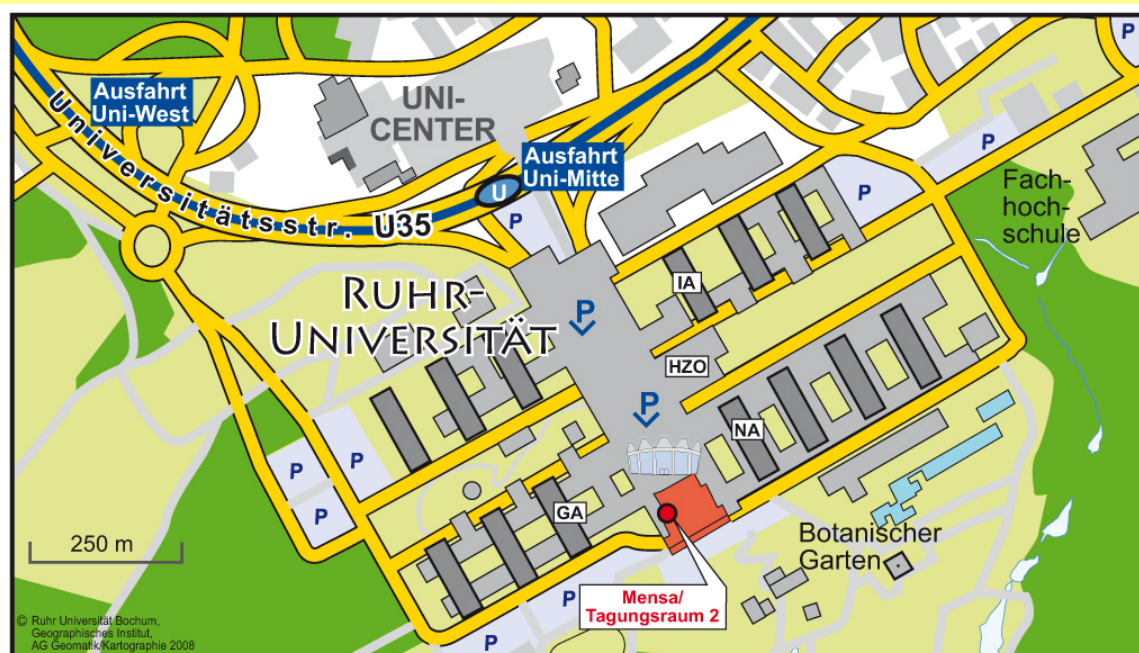 P
Ausfahrt
Uni-West
UNI-
CENTER
Ausfahrt
Uni-Mitte
P
U
P
P
Universitätsstr. U35
Fach-
hoch-
schule
RUHR-
UNIVERSITÄT
IA
P
HZO
P
NA
P
P
P
GA
250 m
Botanischer
Garten
Mensa/
Tagungsraum 2
P
P
© Ruhr Universität Bochum,
Geographisches Institut,
AG Geomatik/Kartographie 2008